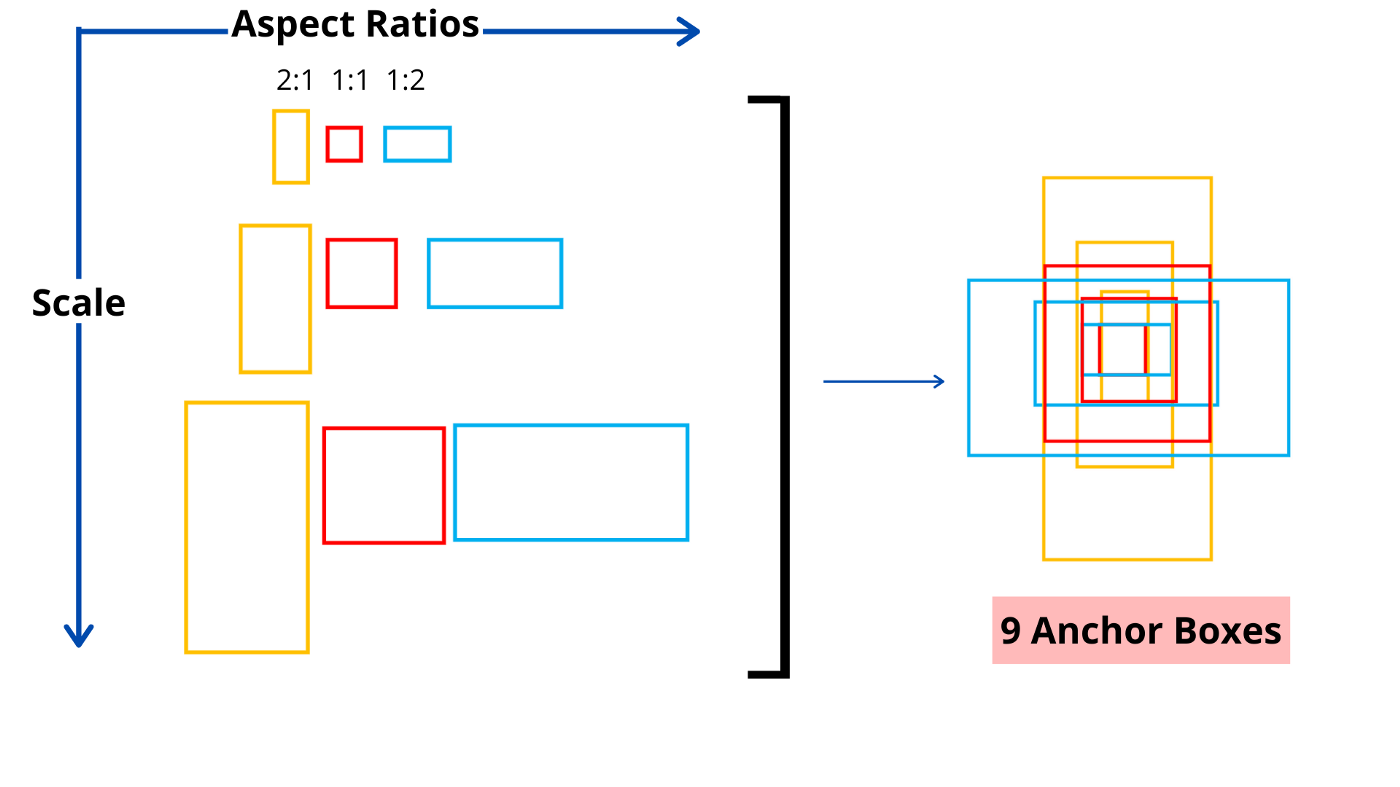 Aspect Ratios
2:1 1:1 1:2
Scale
9 Anchor Boxes